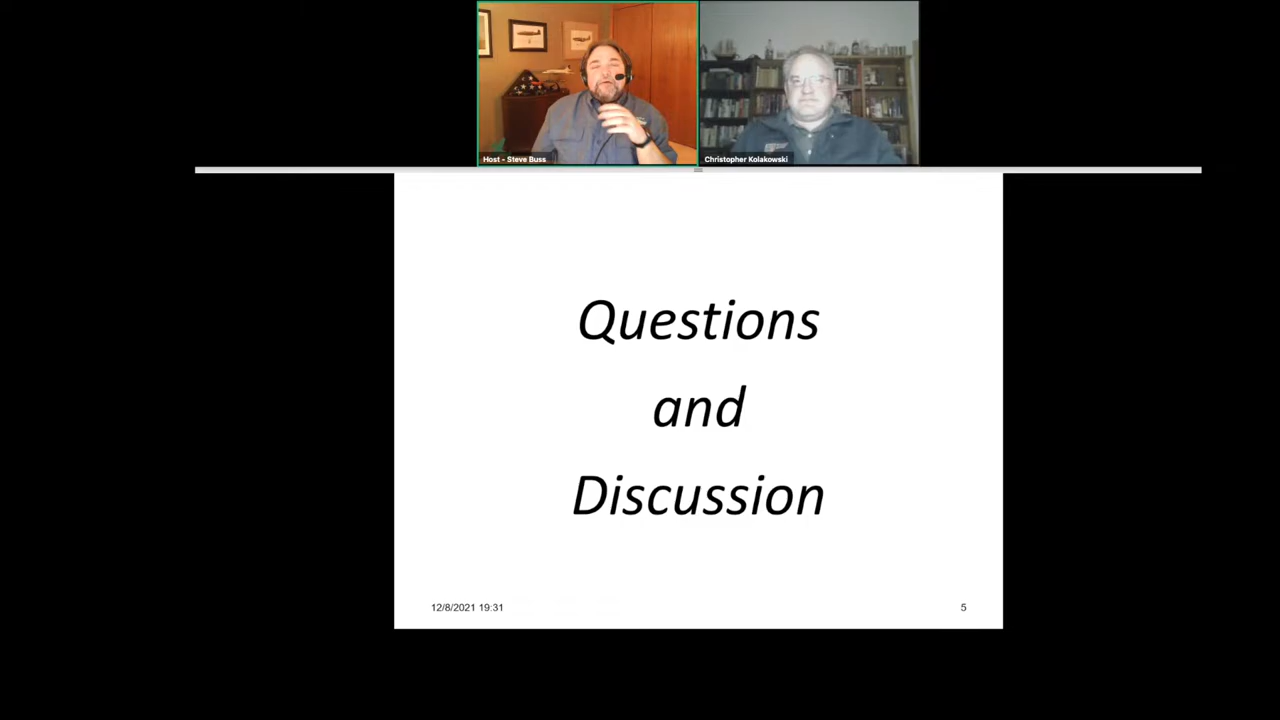 Host - Steve Buss
Christopher Kolakowski
Questions
and
Discussion
12/8/2021 19:31
5